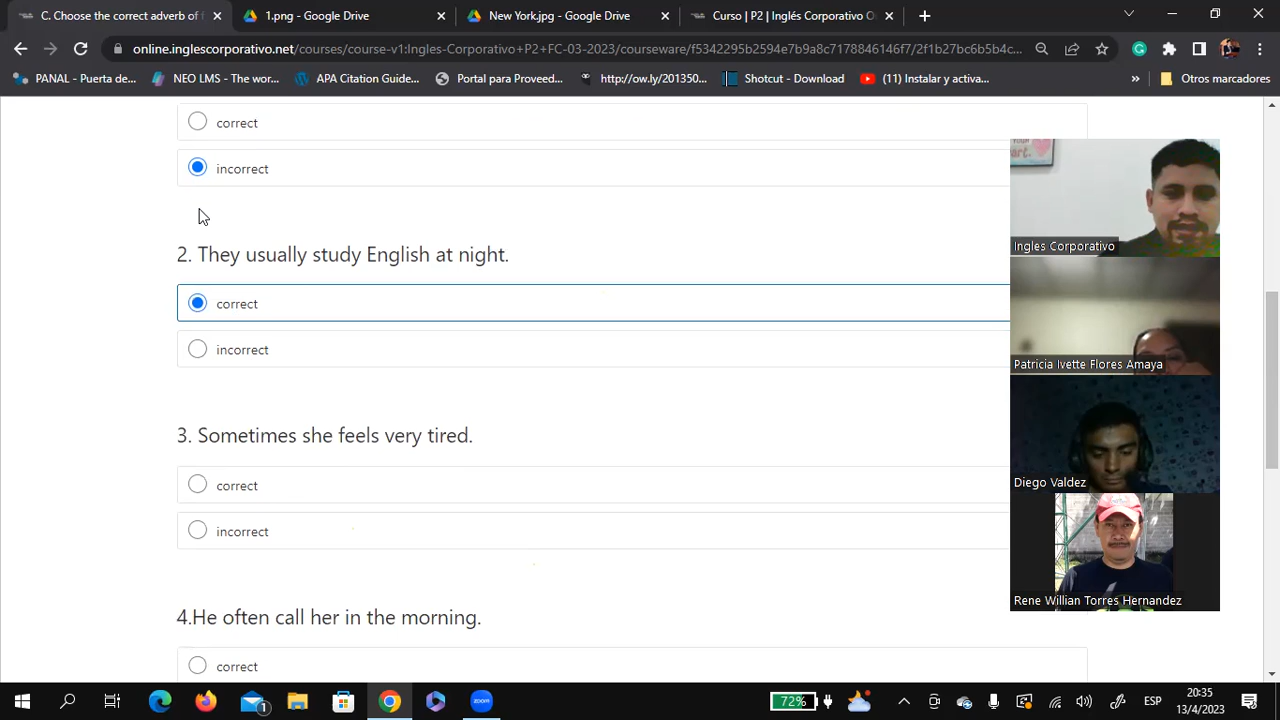 C. Choose the correct adverb of f
1.png - Google Drive
New York.jpg - Google Drive
Curso | P2 | Inglés Corporativo O
online.inglescorporativo.net/courses/course-v1:Ingles-Corporativo+P2+FC-03-2023/courseware/f5342295b2594e7b9a8c7178846146f7/2f1b27bc6b5b4c...
PANAL - Puerta de...
NEO LMS - The wor...
APA Citation Guide...
Portal para Proveed...
http://ow.ly/201350...
Shotcut - Download
(11) Instalar y activa...
»
Otros marcadores
correct
incorrect
2. They usually study English at night.
correct
incorrect
3. Sometimes she feels very tired.
correct
incorrect
4.He often call her in the morning.
correct
Ingles Corporativo
Patricia Ivette Flores Amaya
Diego Valdez
Rene Willian Torres Hernandez
1
zoom
72%
ESP
20:35
13/4/2023